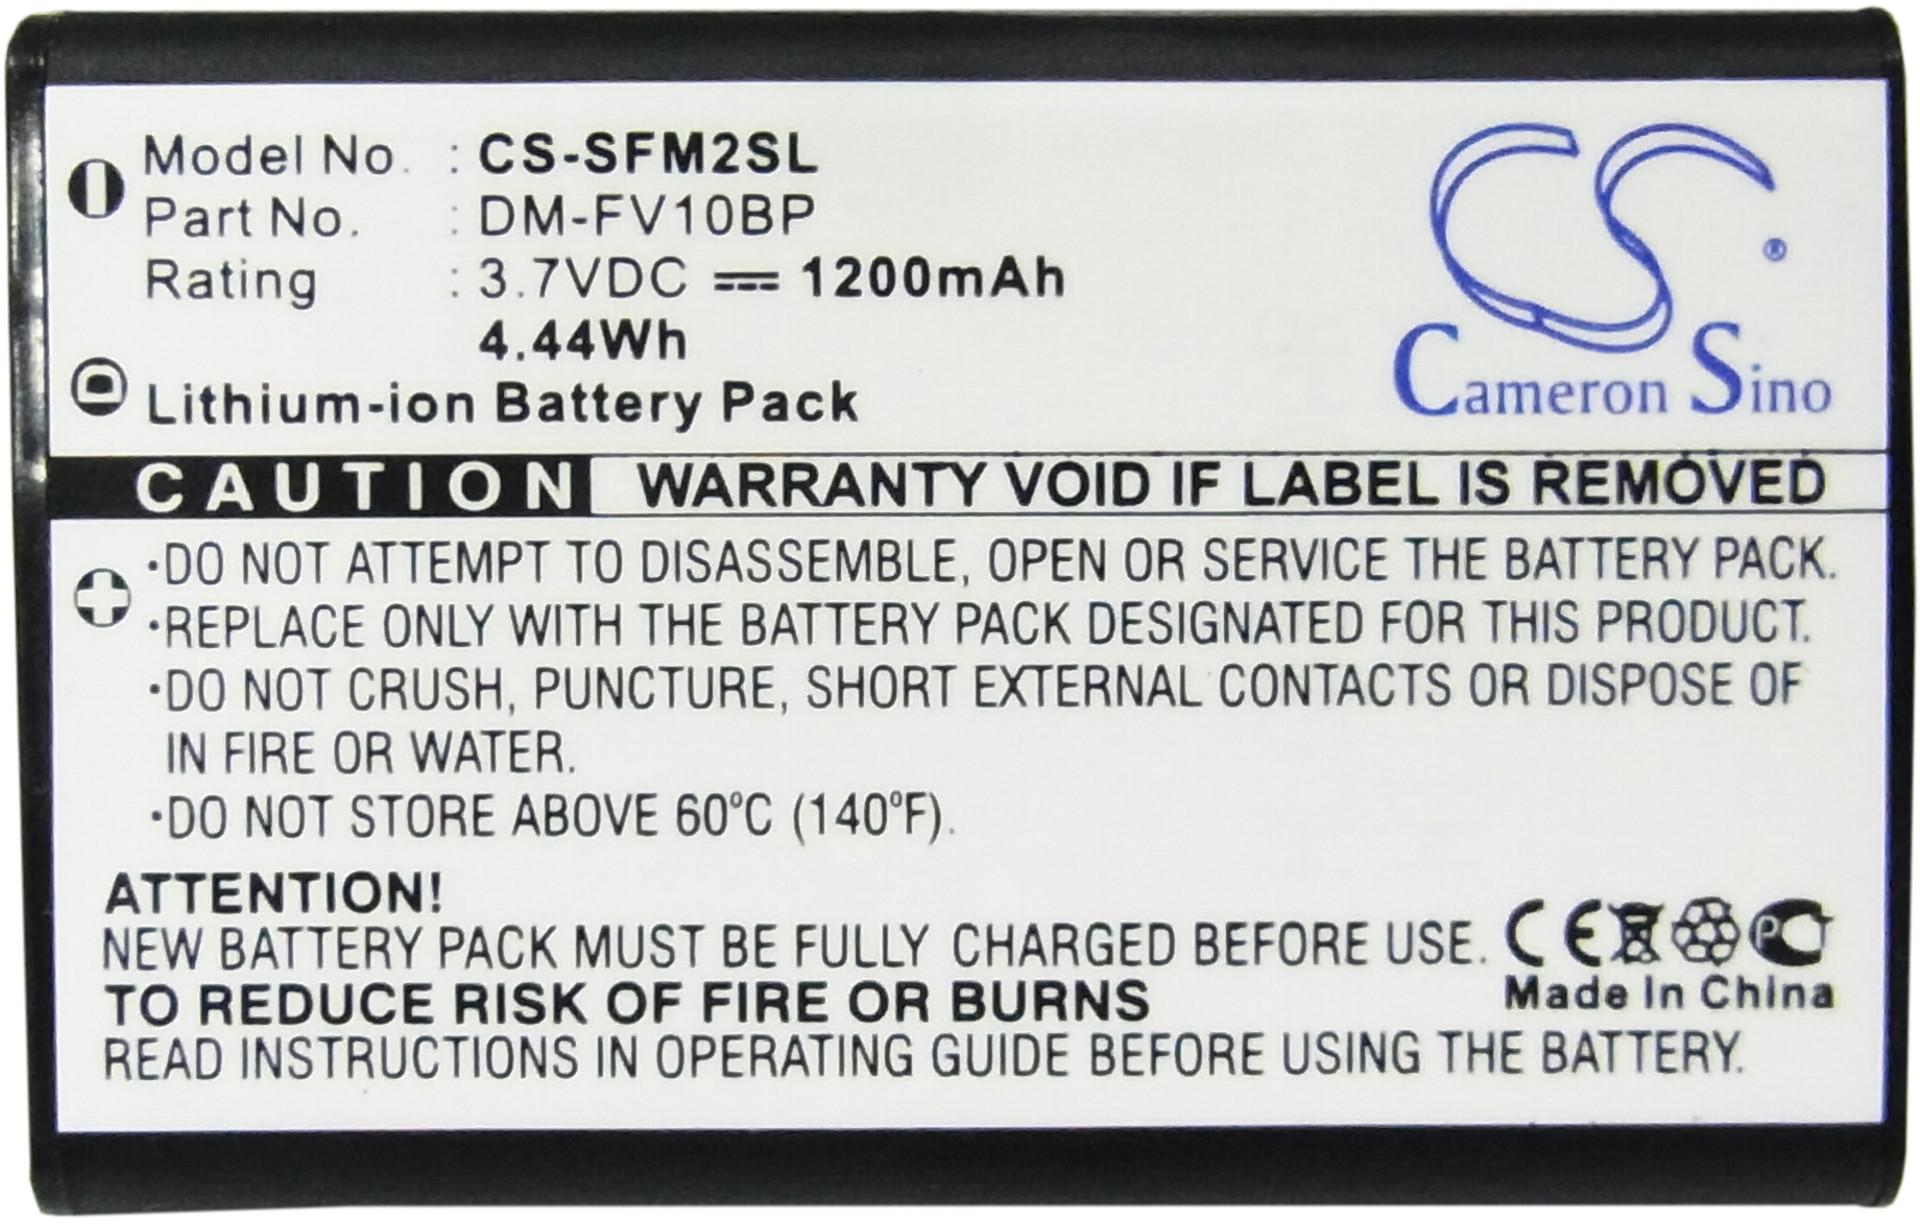 Model No. : CS-SFM2SL
Part No. : DM-FV10BP
Rating : 3.7VDC 1200mAh
4.44Wh
Lithium-ion Battery Pack
CS ®
Cameron Sino
CAUTION WARRANTY VOID IF LABEL IS REMOVED
·DO NOT ATTEMPT TO DISASSEMBLE, OPEN OR SERVICE THE BATTERY PACK.
·REPLACE ONLY WITH THE BATTERY PACK DESIGNATED FOR THIS PRODUCT.
·DO NOT CRUSH, PUNCTURE, SHORT EXTERNAL CONTACTS OR DISPOSE OF
IN FIRE OR WATER.
·DO NOT STORE ABOVE 60°C (140°F).
ATTENTION!
NEW BATTERY PACK MUST BE FULLY CHARGED BEFORE USE.
CE PC
Made In China
TO REDUCE RISK OF FIRE OR BURNS
READ INSTRUCTIONS IN OPERATING GUIDE BEFORE USING THE BATTERY.